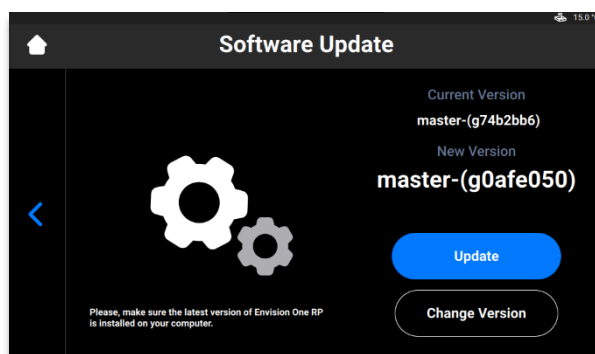 15.0 °
Software Update
Current Version
master-(g74b2bb6)
New Version
master-(g0afe050)
Update
Please, make sure the latest version of Envision One RP
is installed on your computer.
Change Version